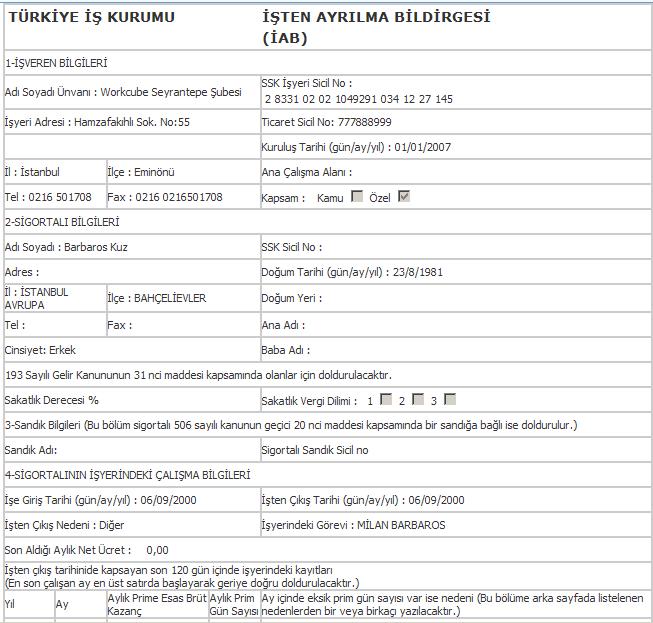 TÜRKİYE İŞ KURUMU
İŞTEN AYRILMA BİLDİRGESİ
(İAB)
1-İŞVEREN BİLGİLERİ
Adı Soyadı Ünvanı : Workcube Seyrantepe Şubesi
SSK İşyeri Sicil No :
2 8331 02 02 1049291 034 12 27 145
İşyeri Adresi : Hamzafakıhlı Sok. No:55
Ticaret Sicil No: 777888999
Kuruluş Tarihi (gün/ay/yıl) : 01/01/2007
İl : İstanbul
İlçe : Eminönü
Ana Çalışma Alanı :
Tel : 0216 501708
Fax : 0216 0216501708
Kapsam : Kamu Özel
2-SİGORTALI BİLGİLERİ
Adı Soyadı : Barbaros Kuz
SSK Sicil No :
Adres :
Doğum Tarihi (gün/ay/yıl) : 23/8/1981
İl : İSTANBUL
AVRUPA
İlçe : BAHÇELİEVLER
Doğum Yeri :
Tel :
Fax :
Ana Adı :
Cinsiyet: Erkek
Baba Adı :
193 Sayılı Gelir Kanununun 31 nci maddesi kapsamında olanlar için doldurulacaktır.
Sakatlık Derecesi %
Sakatlık Vergi Dilimi : 1 2 3
3-Sandık Bilgileri (Bu bölüm sigortalı 506 sayılı kanunun geçici 20 nci maddesi kapsamında bir sandığa bağlı ise doldurulur.)
Sandık Adı:
Sigortalı Sandık Sicil no
4-SİGORTALININ İŞYERİNDEKİ ÇALIŞMA BİLGİLERİ
İşe Giriş Tarihi (gün/ay/yıl) : 06/09/2000
İşten Çıkış Tarihi (gün/ay/yıl) : 06/09/2000
İşten Çıkış Nedeni : Diğer
İşyerindeki Görevi : MİLAN BARBAROS
Son Aldığı Aylık Net Ücret : 0,00
İşten çıkış tarihinide kapsayan son 120 gün içinde işyerindeki kayıtları
(En son çalışan ay en üst satırda başlayarak geriye doğru doldurulacaktır.)
Yıl
Ay
Aylık Prime Esas Brüt
Kazanç
Aylık Prim
Gün Sayısı
Ay içinde eksik prim gün sayısı var ise nedeni (Bu bölüme arka sayfada listelenen
nedenlerden bir veya birkaçı yazılacaktır.)